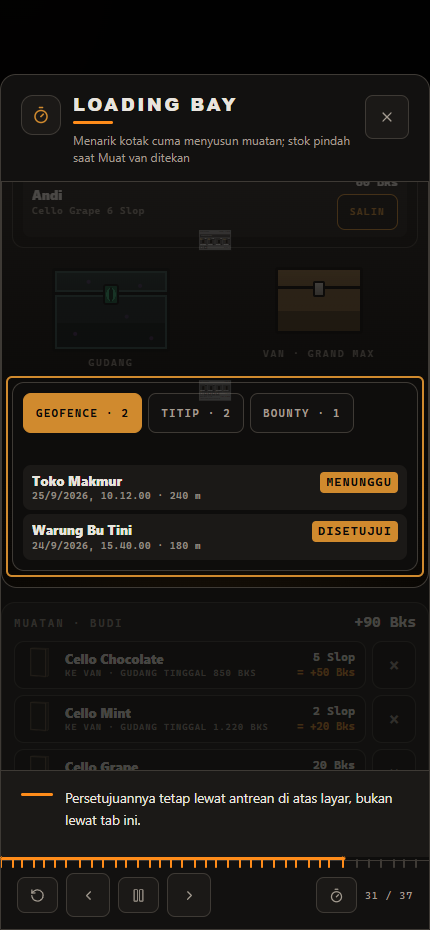 LOADING BAY
Menarik kotak cuma menyusun muatan; stok pindah
saat Muat van ditekan
Andi
Cello Grape 6 Slop
SALIN
GUDANG
VAN · GRAND MAX
GEOFENCE · 2
TITIP · 2
BOUNTY · 1
Toko Makmur
25/9/2026, 10.12.00 · 240 m
MENUNGGU
Warung Bu Tini
24/9/2026, 15.40.00 · 180 m
DISETUJUI
MUATAN · BUDI
+90 Bks
Cello Chocolate
KE VAN · GUDANG TINGGAL 850 BKS
5 Slop
= +50 Bks
Cello Mint
KE VAN · GUDANG TINGGAL 1.220 BKS
2 Slop
= +20 Bks
Cello Grape
20 Bks
Persetujuannya tetap lewat antrean di atas layar, bukan
lewat tab ini.
31 / 37